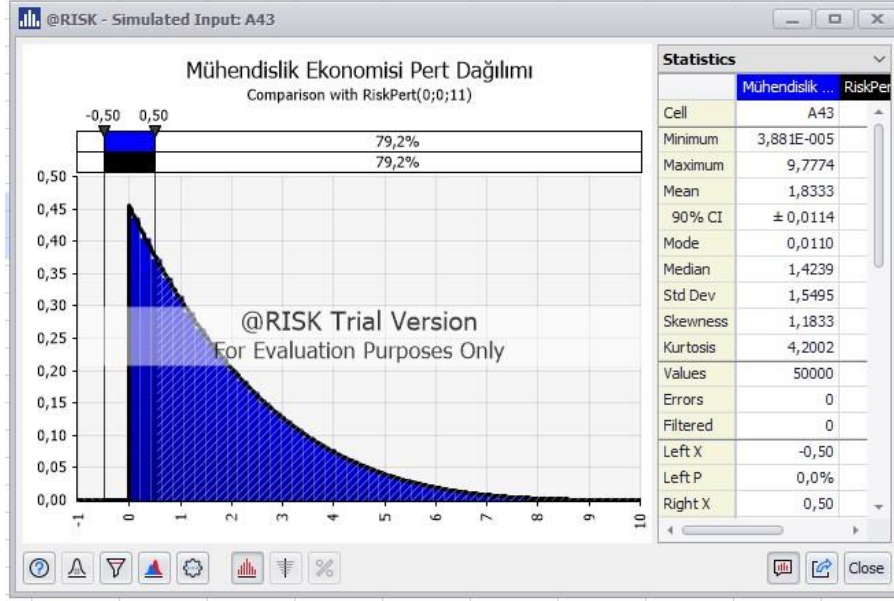 @RISK - Simulated Input: A43
Mühendislik Ekonomisi Pert Dağılımı
Comparison with RiskPert(0;0;11)
-0,50 0,50
79,2%
79,2%
0,50
0,45
0,40
0,35
0,30
0,25
0,20
0,15
0,10
0,05
0,00
-1 0 1 2 3 4 5 6 7 8 9 10
@RISK Trial Version
For Evaluation Purposes Only
Statistics
Mühendislik ... RiskPer
Cell A43
Minimum 3,881E-005
Maximum 9,7774
Mean 1,8333
90% CI ± 0,0114
Mode 0,0110
Median 1,4239
Std Dev 1,5495
Skewness 1,1833
Kurtosis 4,2002
Values 50000
Errors 0
Filtered 0
Left X -0,50
Left P 0,0%
Right X 0,50
Close